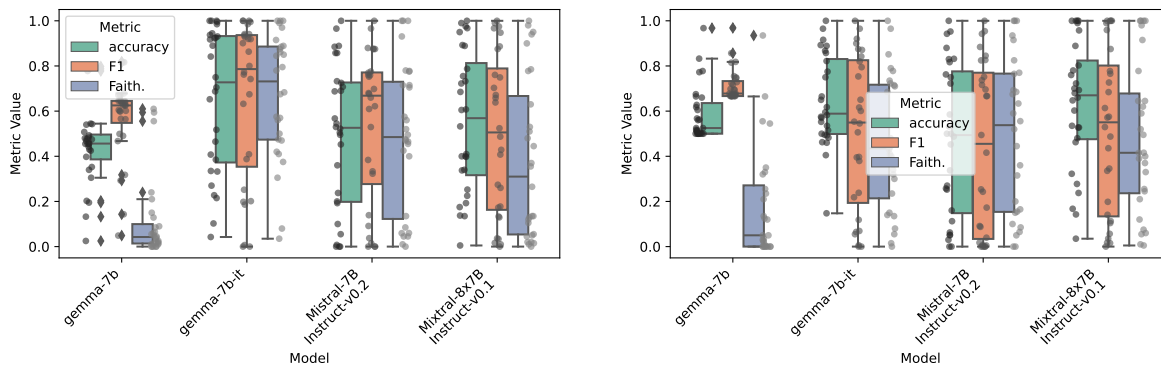 Metric Value
1.0
0.8
0.6
0.4
0.2
0.0
Metric
accuracy
F1
Faith.
gemma-7b
gemma-7b-it
Mistral-7B
Instruct-v0.2
Mixtral-8x7B
Instruct-v0.1
Model
Metric Value
1.0
0.8
0.6
0.4
0.2
0.0
Metric
accuracy
F1
Faith.
gemma-7b
gemma-7b-it
Mistral-7B
Instruct-v0.2
Mixtral-8x7B
Instruct-v0.1
Model